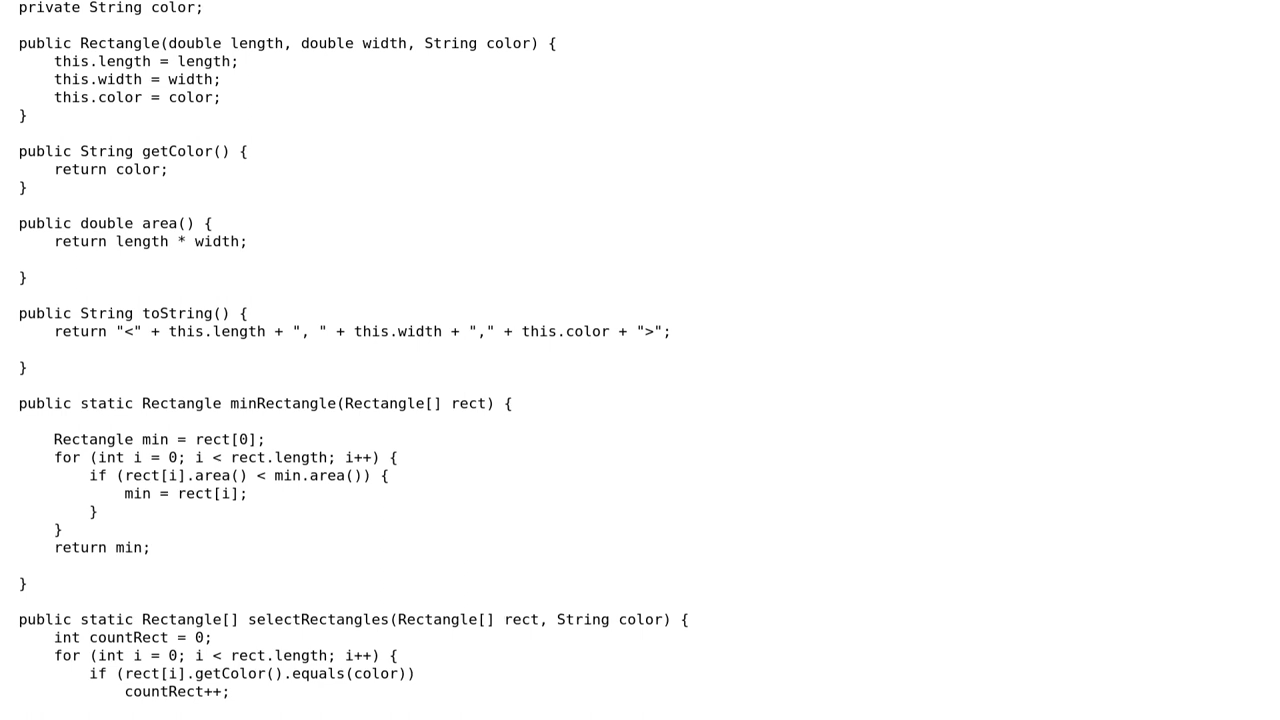 private String color;

public Rectangle(double length, double width, String color) {
    this.length = length;
    this.width = width;
    this.color = color;
}

public String getColor() {
    return color;
}

public double area() {
    return length * width;

}

public String toString() {
    return "<" + this.length + ", " + this.width + "," + this.color + ">";

}

public static Rectangle minRectangle(Rectangle[] rect) {

    Rectangle min = rect[0];
    for (int i = 0; i < rect.length; i++) {
        if (rect[i].area() < min.area()) {
            min = rect[i];
        }
    }
    return min;

}

public static Rectangle[] selectRectangles(Rectangle[] rect, String color) {
    int countRect = 0;
    for (int i = 0; i < rect.length; i++) {
        if (rect[i].getColor().equals(color))
            countRect++;